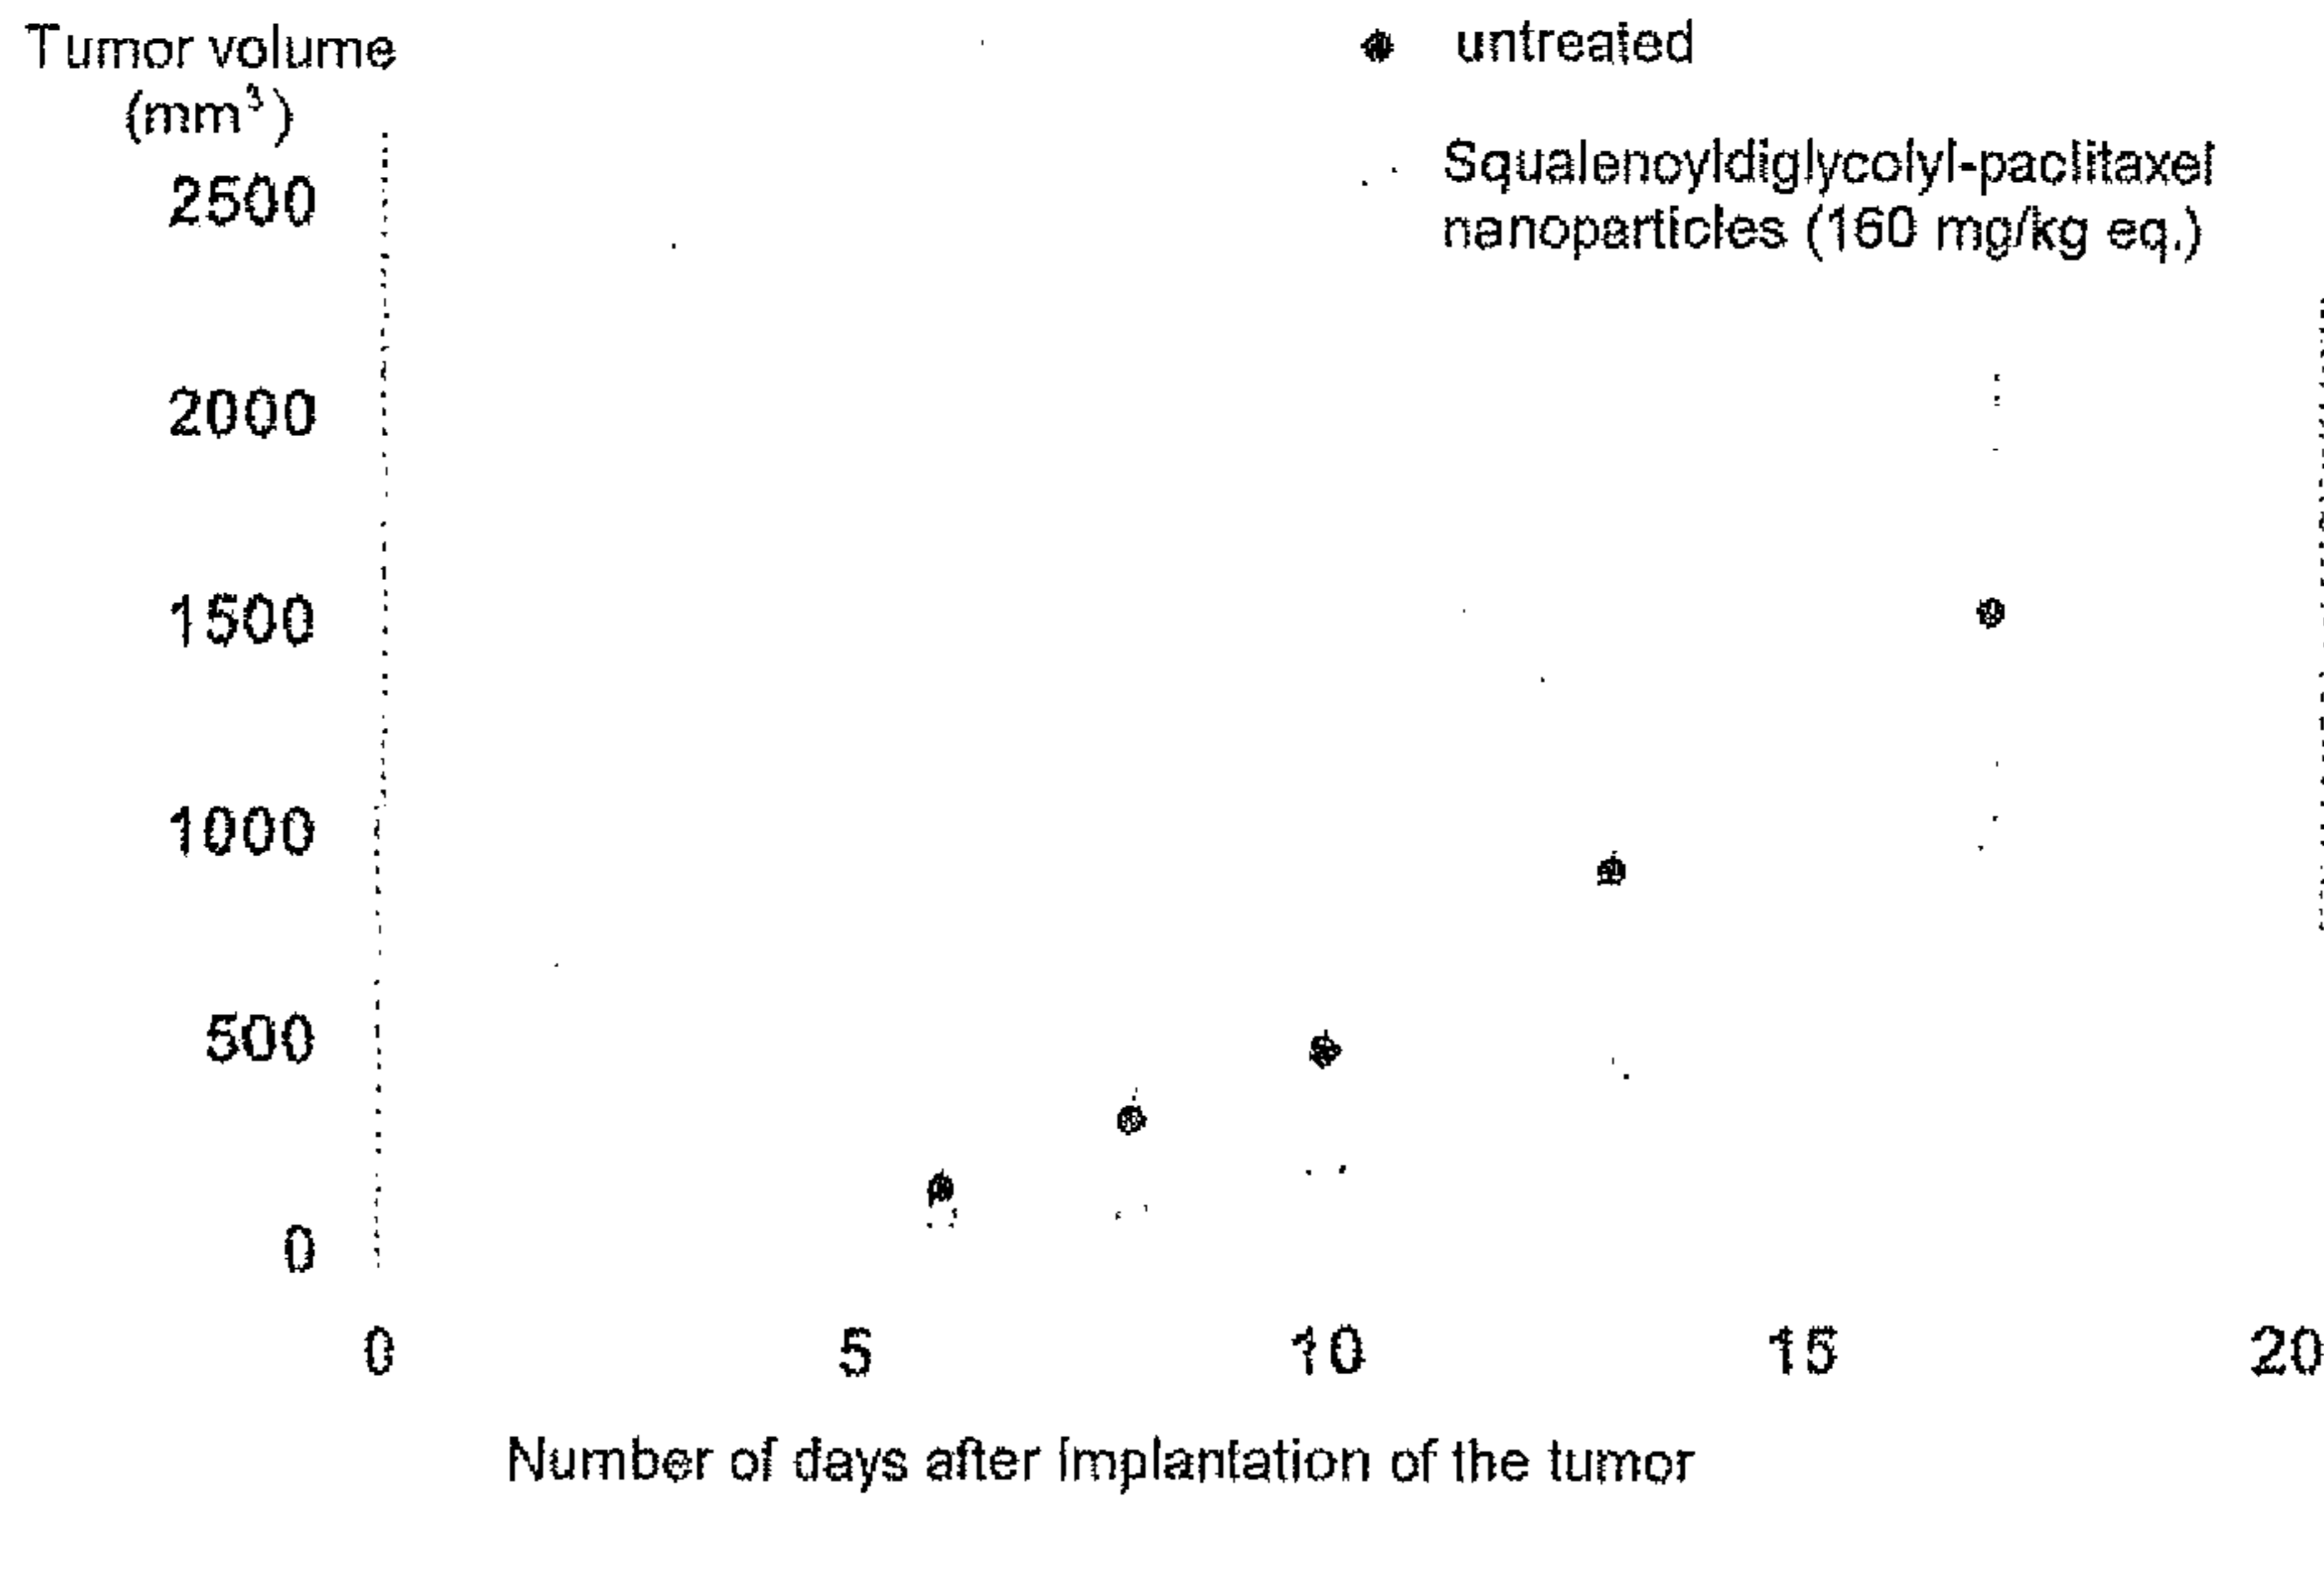 Tumor volume
(mm³)
untreated
Squalenoyldiglycolyl-paclitaxel
nanoparticles (160 mg/kg eq.)
2500
2000
1500
1000
500
0
0 5 10 15 20
Number of days after implantation of the tumor